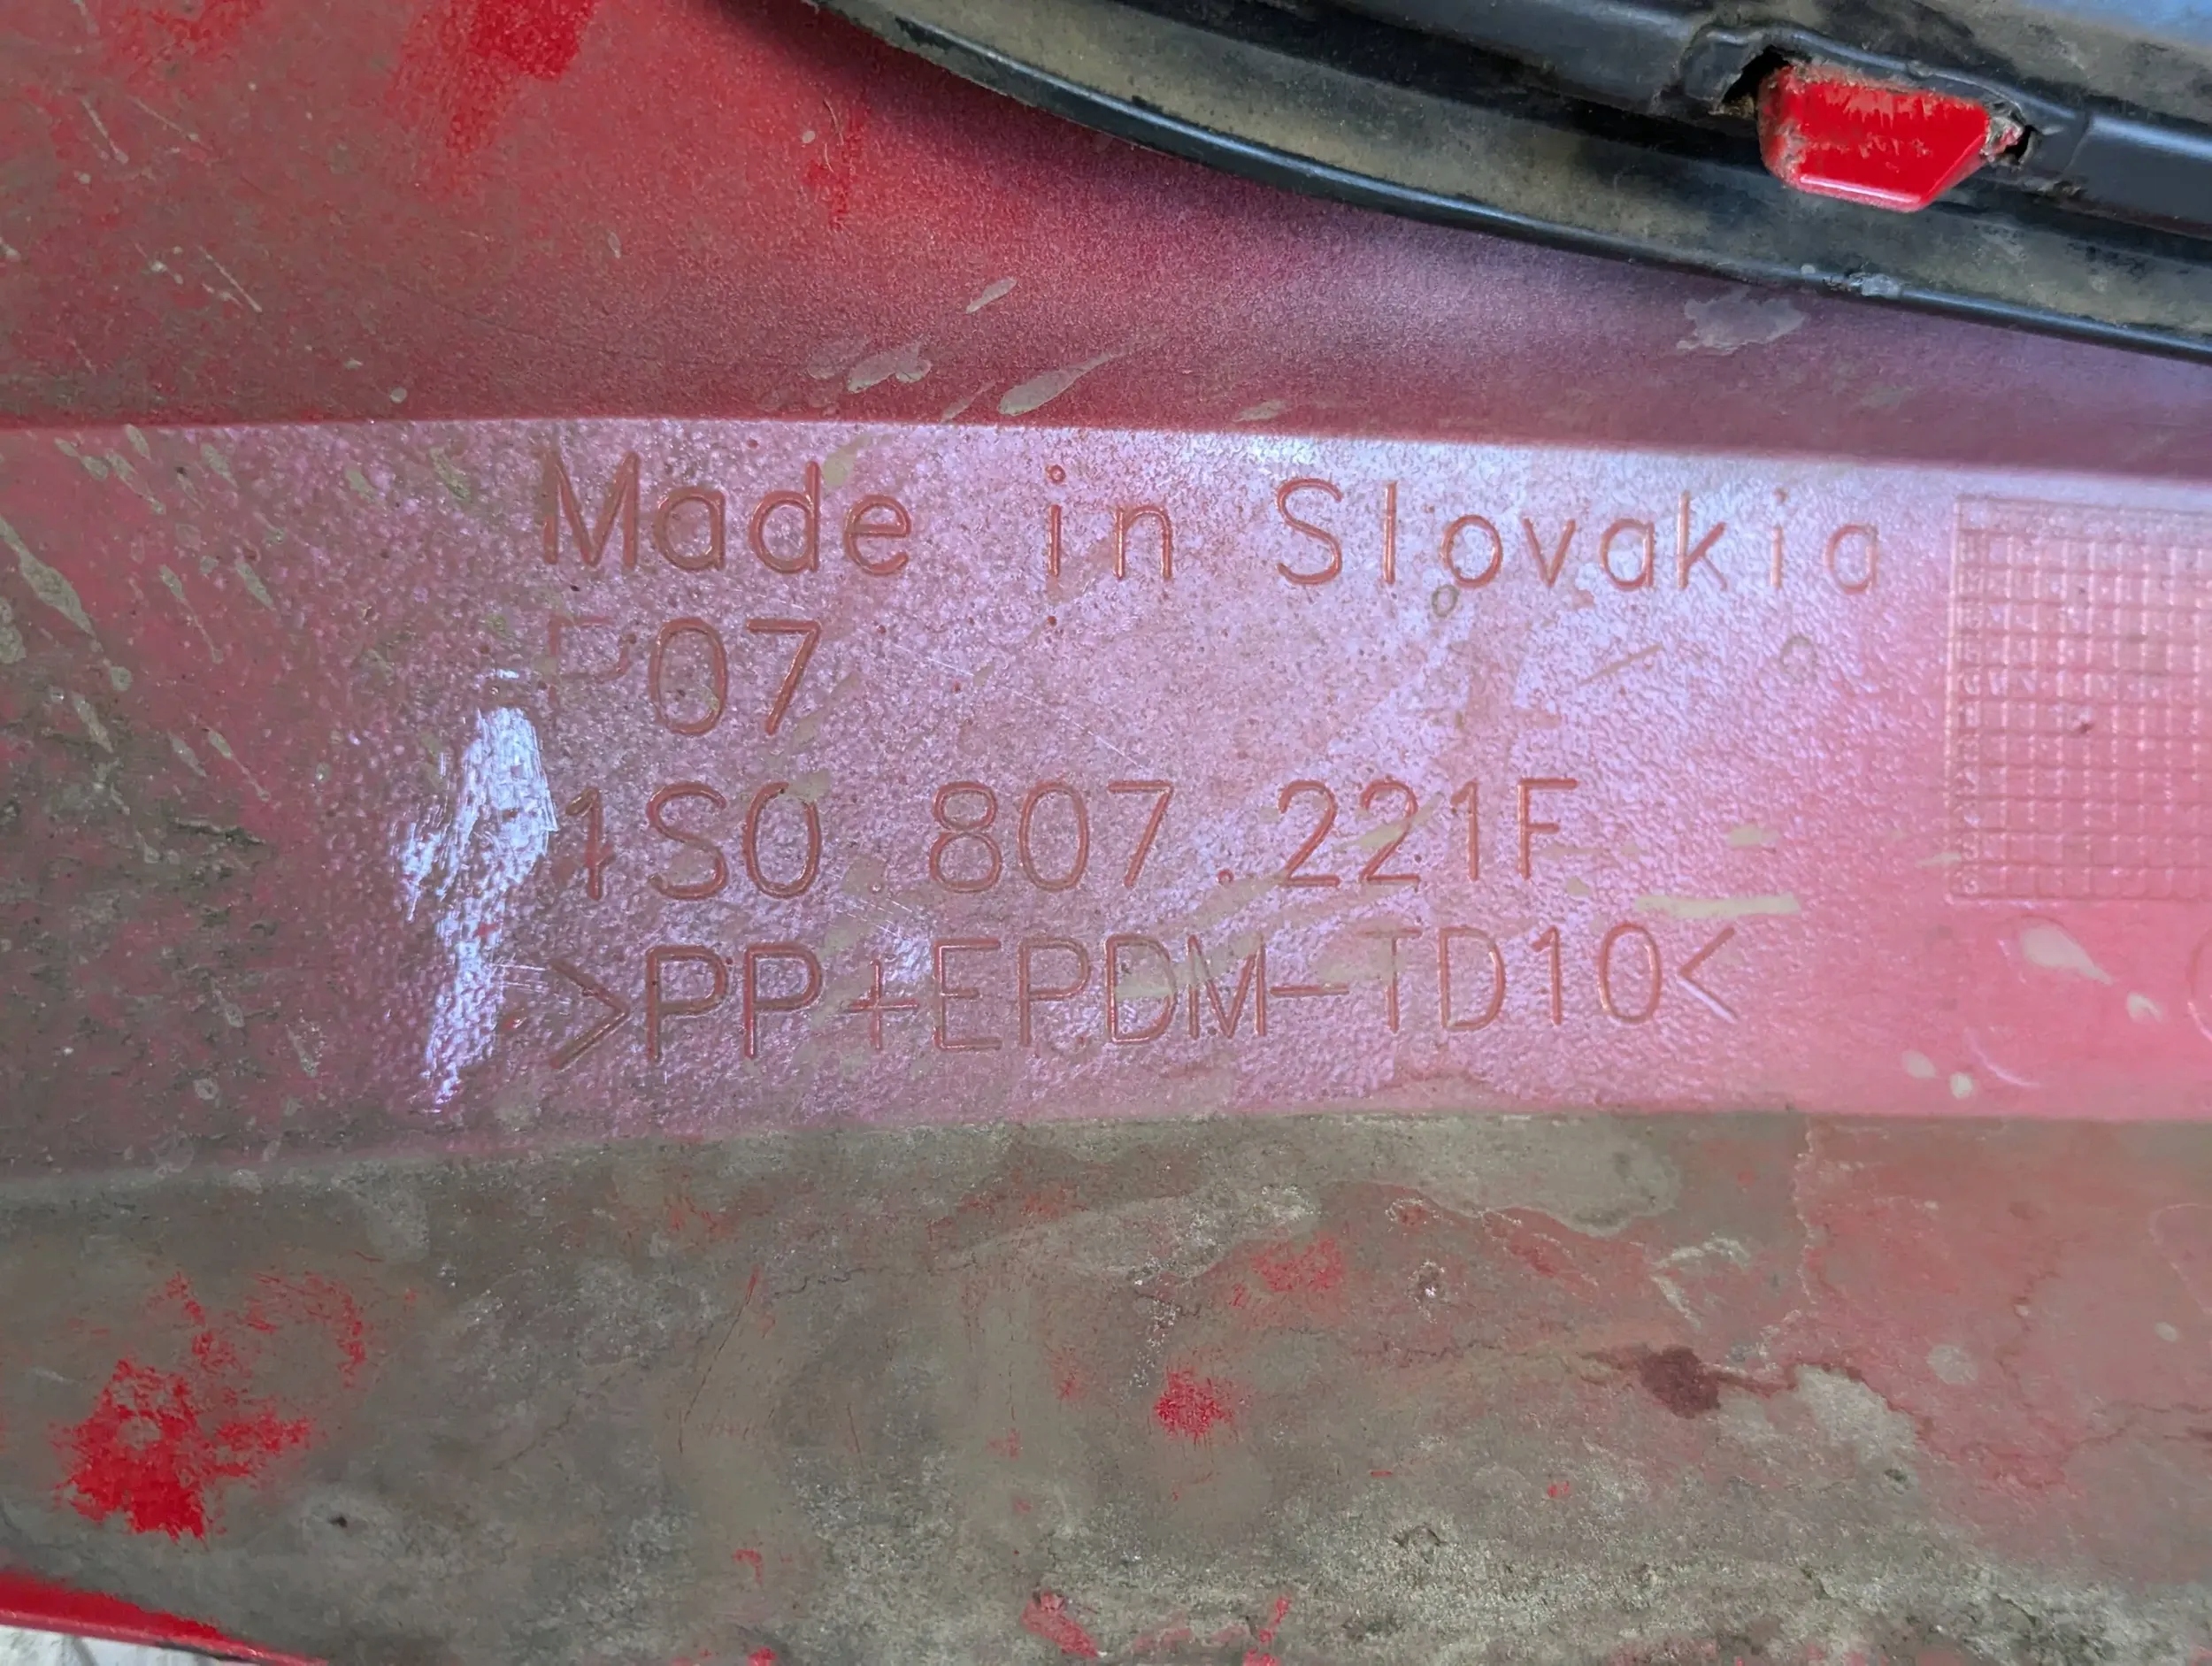 Made in Slovakia
P07
1S0 807.221F
>PP+EPDM-TD10<